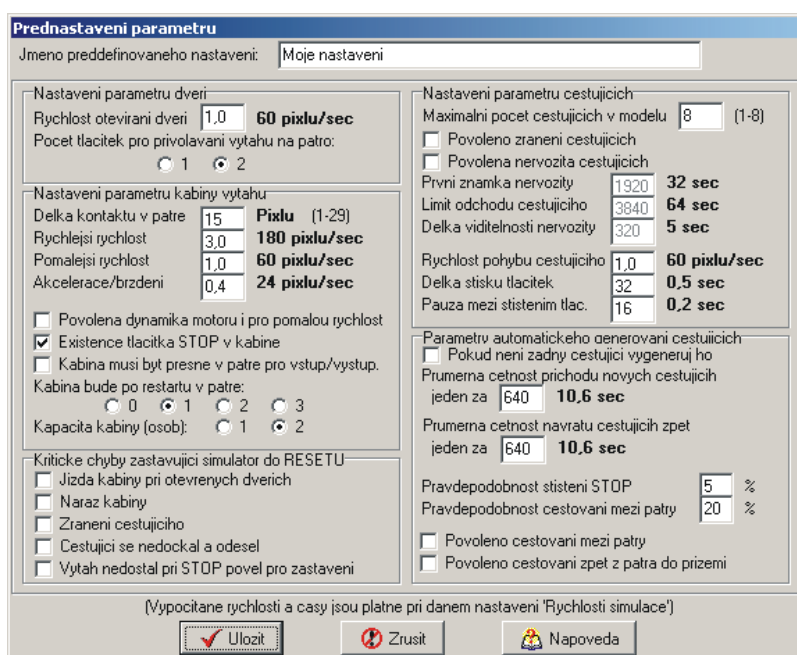 Prednastaveni parametru
Jmeno preddefinovaneho nastaveni: Moje nastaveni
Nastaveni parametru dveri
Rychlost otevirani dveri 1,0 60 pixlu/sec
Pocet tlacitek pro privolavani vytahu na patro:
1 2
Nastaveni parametru kabiny vytahu
Delka kontaktu v patre 15 Pixlu (1-29)
Rychlejsi rychlost 3,0 180 pixlu/sec
Pomalejsi rychlost 1,0 60 pixlu/sec
Akcelerace/brzdeni 0,4 24 pixlu/sec
Povolena dynamika motoru i pro pomalou rychlost
Existence tlacitka STOP v kabine
Kabina musi byt presne v patre pro vstup/vystup.
Kabina bude po restartu v patre:
0 1 2 3
Kapacita kabiny (osob): 1 2
Kriticke chyby zastavujici simulator do RESETU
Jizda kabiny pri otevrenych dverich
Naraz kabiny
Zraneni cestujiciho
Cestujici se nedockal a odesel
Vytah nedostal pri STOP povel pro zastaveni
Nastaveni parametru cestujicich
Maximalni pocet cestujicich v modelu 8 (1-8)
Povoleno zraneni cestujicich
Povolena nervozita cestujicich
Prvni znamka nervozity 1920 32 sec
Limit odchodu cestujiciho 3840 64 sec
Delka viditelnosti nervozity 320 5 sec
Rychlost pohybu cestujiciho 1,0 60 pixlu/sec
Delka stisku tlacitek 32 0,5 sec
Pauza mezi stistenim tlac. 16 0,2 sec
Parametry automatickeho generovani cestujicich
Pokud neni zadny cestujici vygeneruj ho
Prumerna cetnost prichodu novych cestujicih
jeden za 640 10,6 sec
Prumerna cetnost navratu cestujicih zpet
jeden za 640 10,6 sec
Pravdepodobnost stisteni STOP 5 %
Pravdepodobnost cestovani mezi patry 20 %
Povoleno cestovani mezi patry
Povoleno cestovani zpet z patra do prizemi
(Vypocitane rychlosti a casy jsou platne pri danem nastaveni 'Rychlosti simulace')
Ulozit Zrusit Napoveda